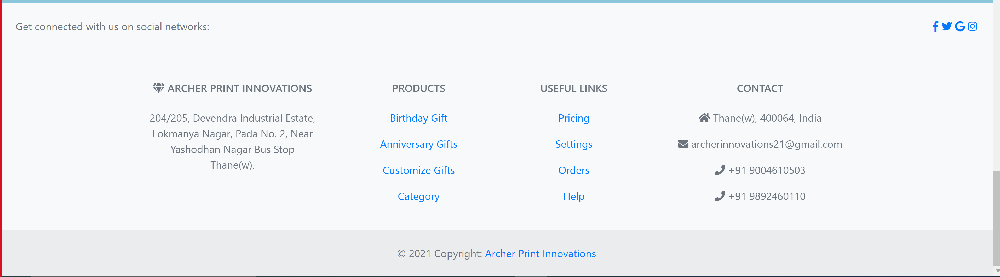 Get connected with us on social networks:
ARCHER PRINT INNOVATIONS
204/205, Devendra Industrial Estate,
Lokmanya Nagar, Pada No. 2, Near
Yashodhan Nagar Bus Stop
Thane(w).
PRODUCTS
Birthday Gift
Anniversary Gifts
Customize Gifts
Category
USEFUL LINKS
Pricing
Settings
Orders
Help
CONTACT
Thane(w), 400064, India
archerinnovations21@gmail.com
+91 9004610503
+91 9892460110
© 2021 Copyright: Archer Print Innovations